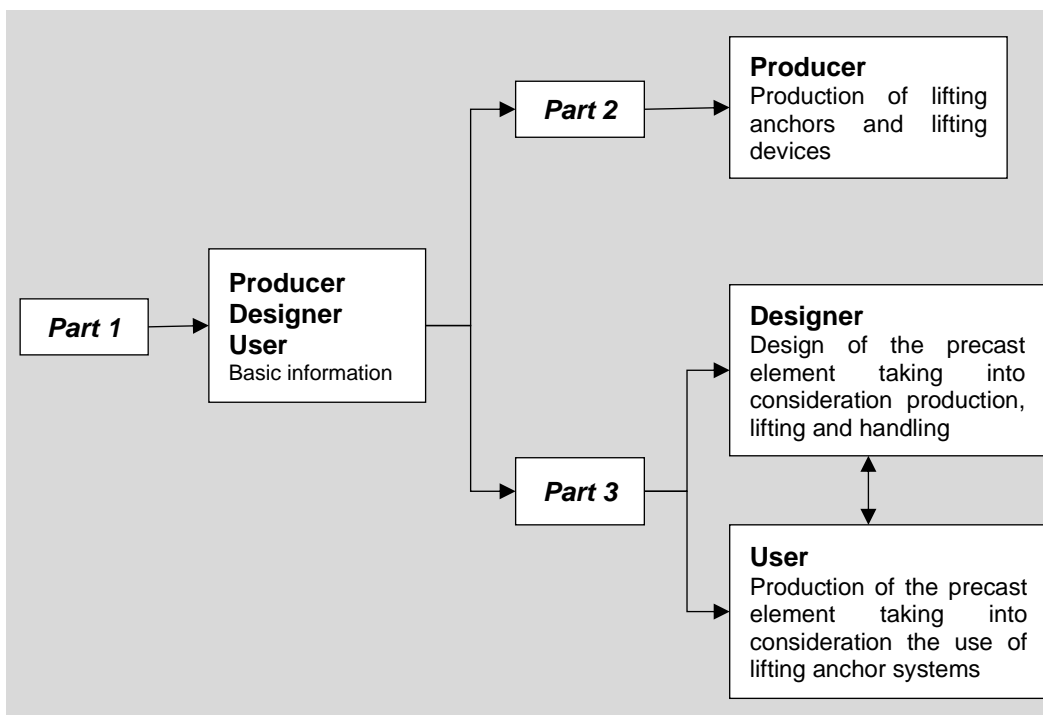 Part 1
Producer
Designer
User
Basic information
Part 2
Producer
Production of lifting
anchors and lifting
devices
Part 3
Designer
Design of the precast
element taking into
consideration production,
lifting and handling
User
Production of the precast
element taking into
consideration the use of
lifting anchor systems